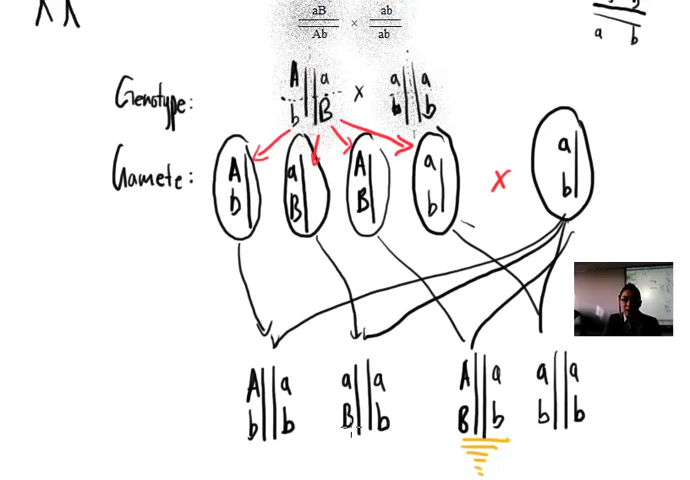 aB × ab
Ab ab
a b
Genotype: A a × a a
b B b b
Gamete: A a A a × a
b B B b b
A a a a A a a a
b b B b B b b b